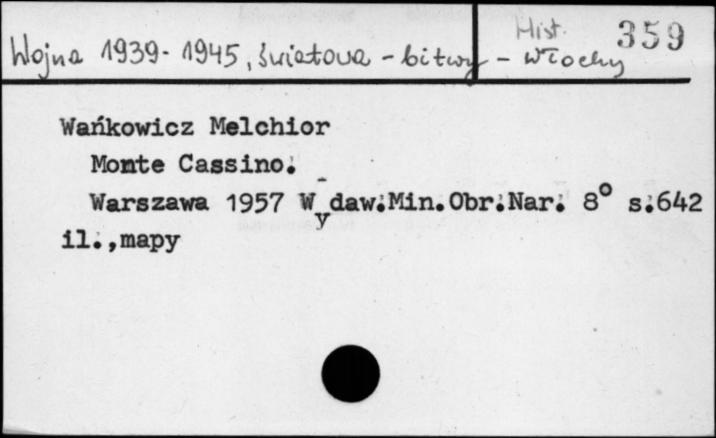 Hist. 359
Wojna 1939-1945, światowa - bitwy - Włochy
Wańkowicz Melchior
Monte Cassino.
Warszawa 1957 Wydaw.Min.Obr.Nar. 8° s.642
il.,mapy